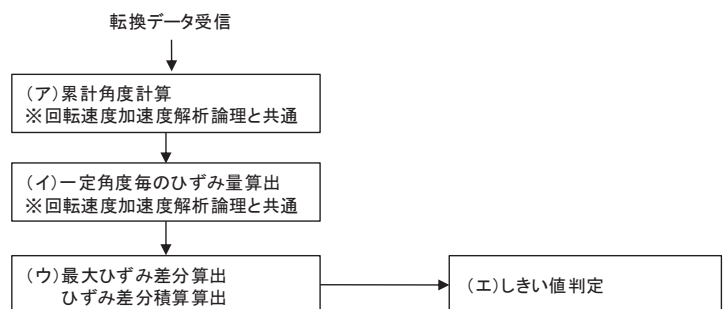 転換データ受信
(ア)累計角度計算
※回転速度加速度解析論理と共通
(イ)一定角度毎のひずみ量算出
※回転速度加速度解析論理と共通
(ウ)最大ひずみ差分算出
ひずみ差分積算算出
(エ)しきい値判定